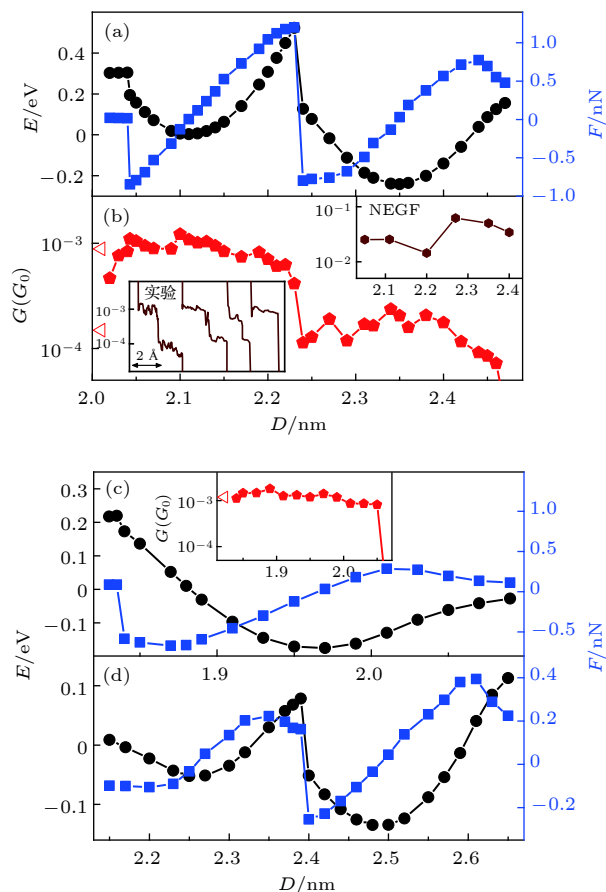 (a)
0.4
0.2
0
−0.2
E/eV
1.0
0.5
0
−0.5
−1.0
F/nN
(b)
10⁻³
10⁻⁴
G(G₀)
NEGF
10⁻¹
10⁻²
2.1 2.2 2.3 2.4
实验
10⁻³
10⁻⁴
2 Å
2.0 2.1 2.2 2.3 2.4
D/nm
(c)
0.3
0.2
0.1
0
−0.1
E/eV
1.0
0.5
0
−0.5
F/nN
G(G₀)
10⁻³
10⁻⁴
1.9 2.0
1.9 2.0
(d)
0.1
0
−0.1
E/eV
0.4
0.2
0
−0.2
F/nN
2.2 2.3 2.4 2.5 2.6
D/nm